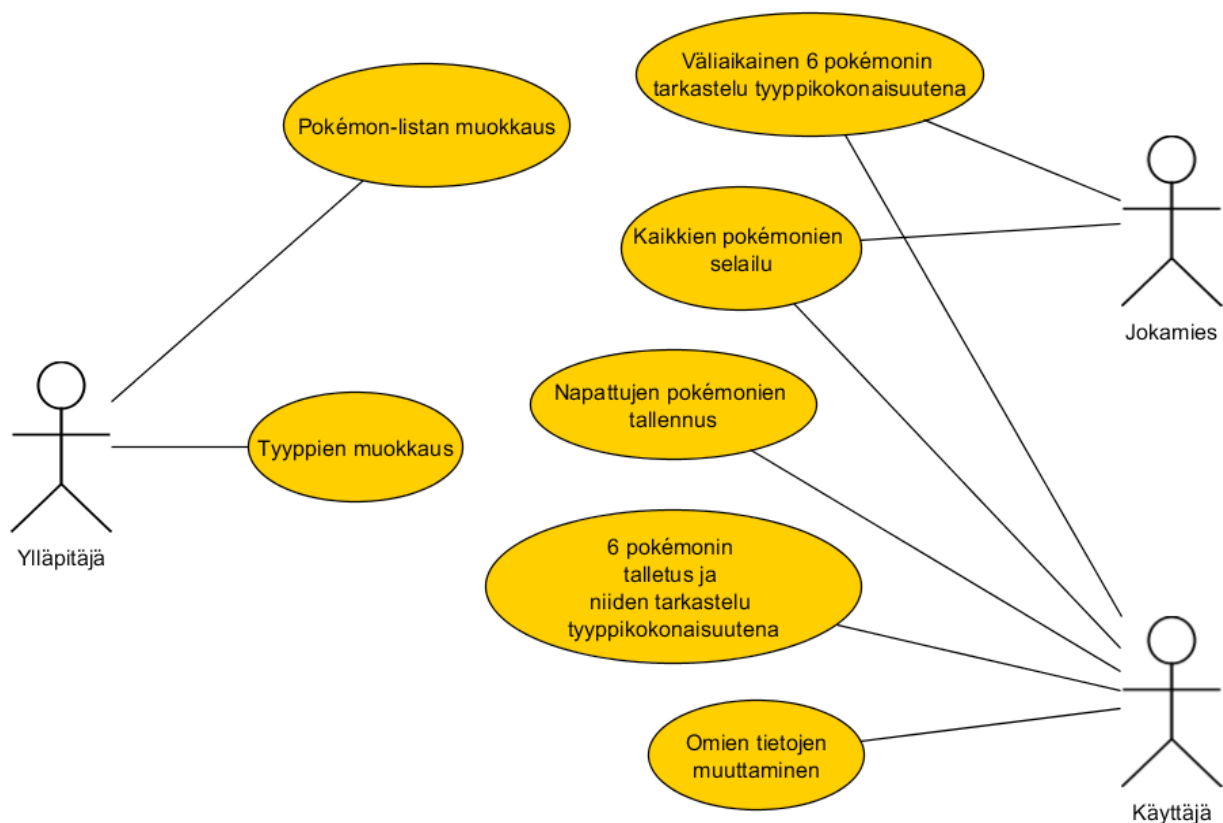 Väliaikainen 6 pokémonin
tarkastelu tyyppikokonaisuutena
Pokémon-listan muokkaus
Kaikkien pokémonien
selailu
Jokamies
Napattujen pokémonien
tallennus
Tyyppien muokkaus
Ylläpitäjä
6 pokémonin
talletus ja
niiden tarkastelu
tyyppikokonaisuutena
Omien tietojen
muuttaminen
Käyttäjä